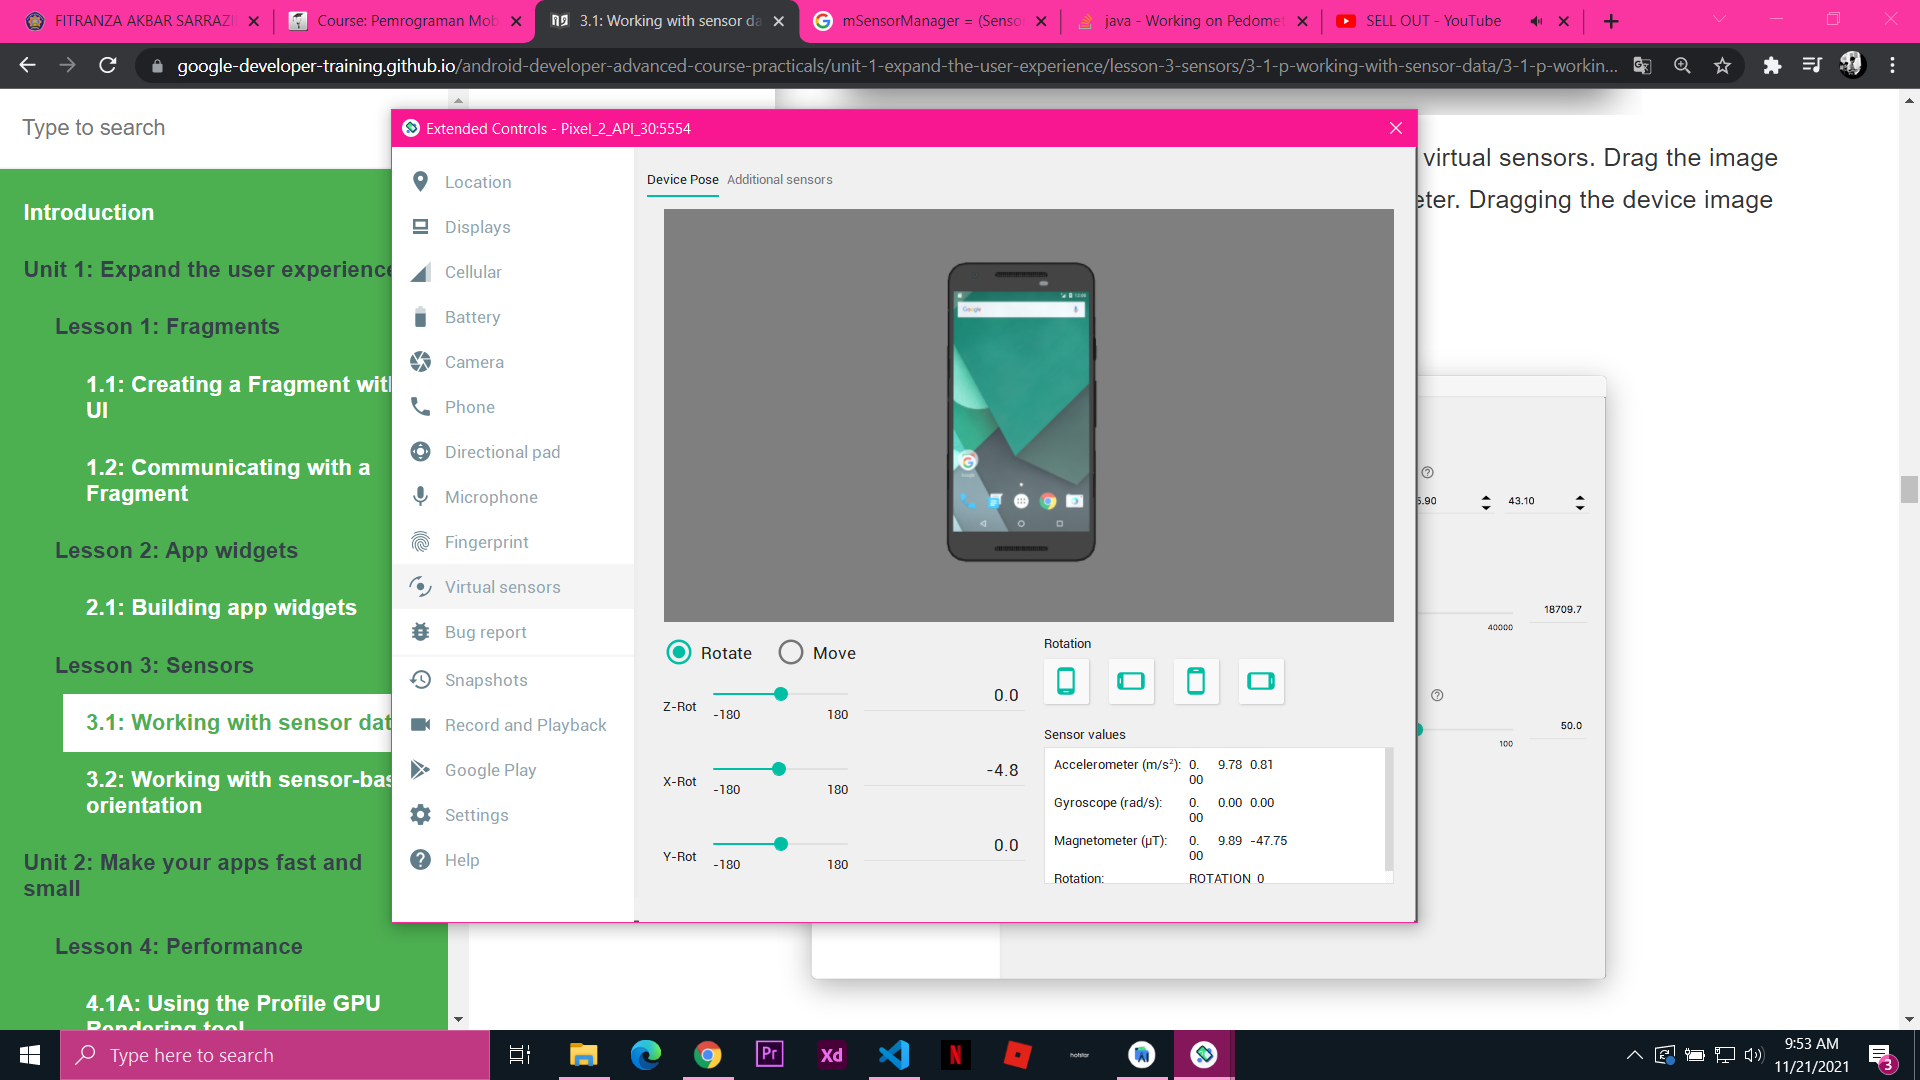 FITRANZA AKBAR SARRAZI
Course: Pemrograman Mob
3.1: Working with sensor da
mSensorManager = (Senso
java - Working on Pedomet
SELL OUT - YouTube
google-developer-training.github.io/android-developer-advanced-course-practicals/unit-1-expand-the-user-experience/lesson-3-sensors/3-1-p-working-with-sensor-data/3-1-p-workin...
Type to search
Introduction
Unit 1: Expand the user experience
Lesson 1: Fragments
1.1: Creating a Fragment with
UI
1.2: Communicating with a
Fragment
Lesson 2: App widgets
2.1: Building app widgets
Lesson 3: Sensors
3.1: Working with sensor dat
3.2: Working with sensor-bas
orientation
Unit 2: Make your apps fast and
small
Lesson 4: Performance
4.1A: Using the Profile GPU
Rendering tool
Extended Controls - Pixel_2_API_30:5554
Location
Displays
Cellular
Battery
Camera
Phone
Directional pad
Microphone
Fingerprint
Virtual sensors
Bug report
Snapshots
Record and Playback
Google Play
Settings
Help
Device Pose
Additional sensors
Google
Rotate
Move
Z-Rot
-180
180
0.0
X-Rot
-180
180
-4.8
Y-Rot
-180
180
0.0
Rotation
Sensor values
Accelerometer (m/s²): 0.00 9.78 0.81
Gyroscope (rad/s): 0.00 0.00 0.00
Magnetometer (μT): 0.00 9.89 -47.75
Rotation: ROTATION_0
virtual sensors. Drag the image
eter. Dragging the device image
5.90
43.10
18709.7
40000
50.0
100
Type here to search
Pr
Xd
N
hotstar
9:53 AM
11/21/2021
3